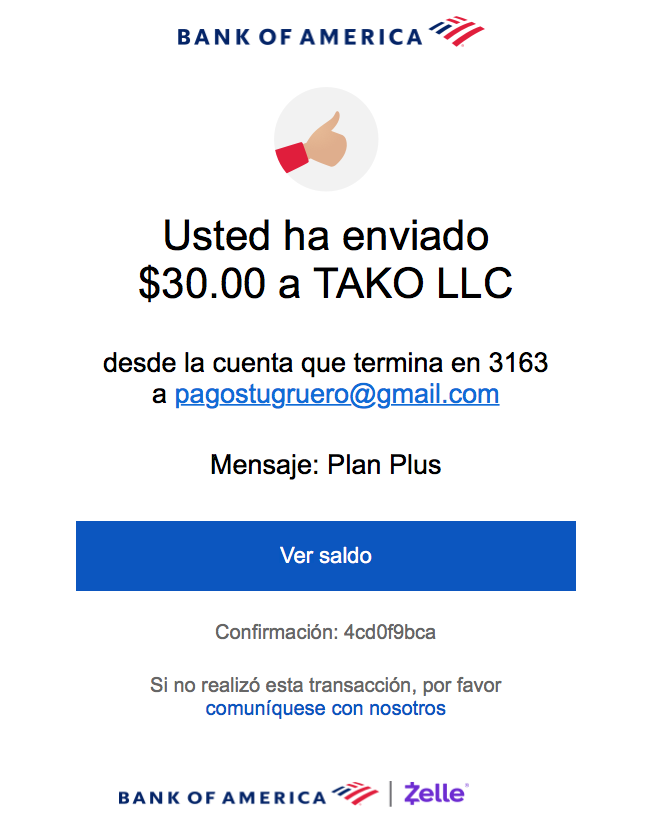 BANK OF AMERICA
Usted ha enviado
$30.00 a TAKO LLC
desde la cuenta que termina en 3163
a pagostugruero@gmail.com
Mensaje: Plan Plus
Ver saldo
Confirmación: 4cd0f9bca
Si no realizó esta transacción, por favor
comuníquese con nosotros
BANK OF AMERICA | Zelle®